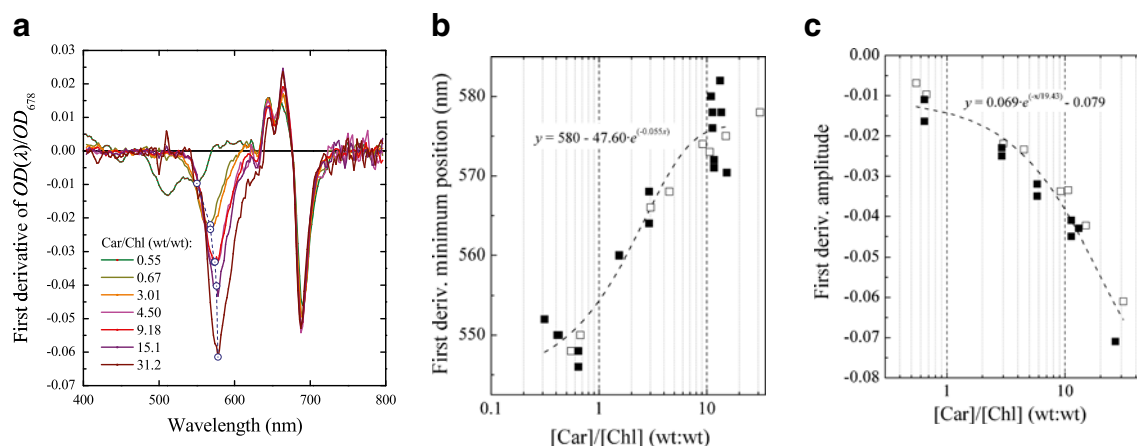 a
First derivative of OD(λ)/OD678
0.03
0.02
0.01
0.00
-0.01
-0.02
-0.03
-0.04
-0.05
-0.06
-0.07
Car/Chl (wt/wt):
0.55
0.67
3.01
4.50
9.18
15.1
31.2
400 500 600 700 800
Wavelength (nm)
b
First deriv. minimum position (nm)
580
570
560
550
y = 580 - 47.60·e(-0.055x)
0.1 1 10
[Car]/[Chl] (wt:wt)
c
First deriv. amplitude
0.00
-0.01
-0.02
-0.03
-0.04
-0.05
-0.06
-0.07
-0.08
y = 0.069·e(-x/19.43) - 0.079
1 10
[Car]/[Chl] (wt:wt)